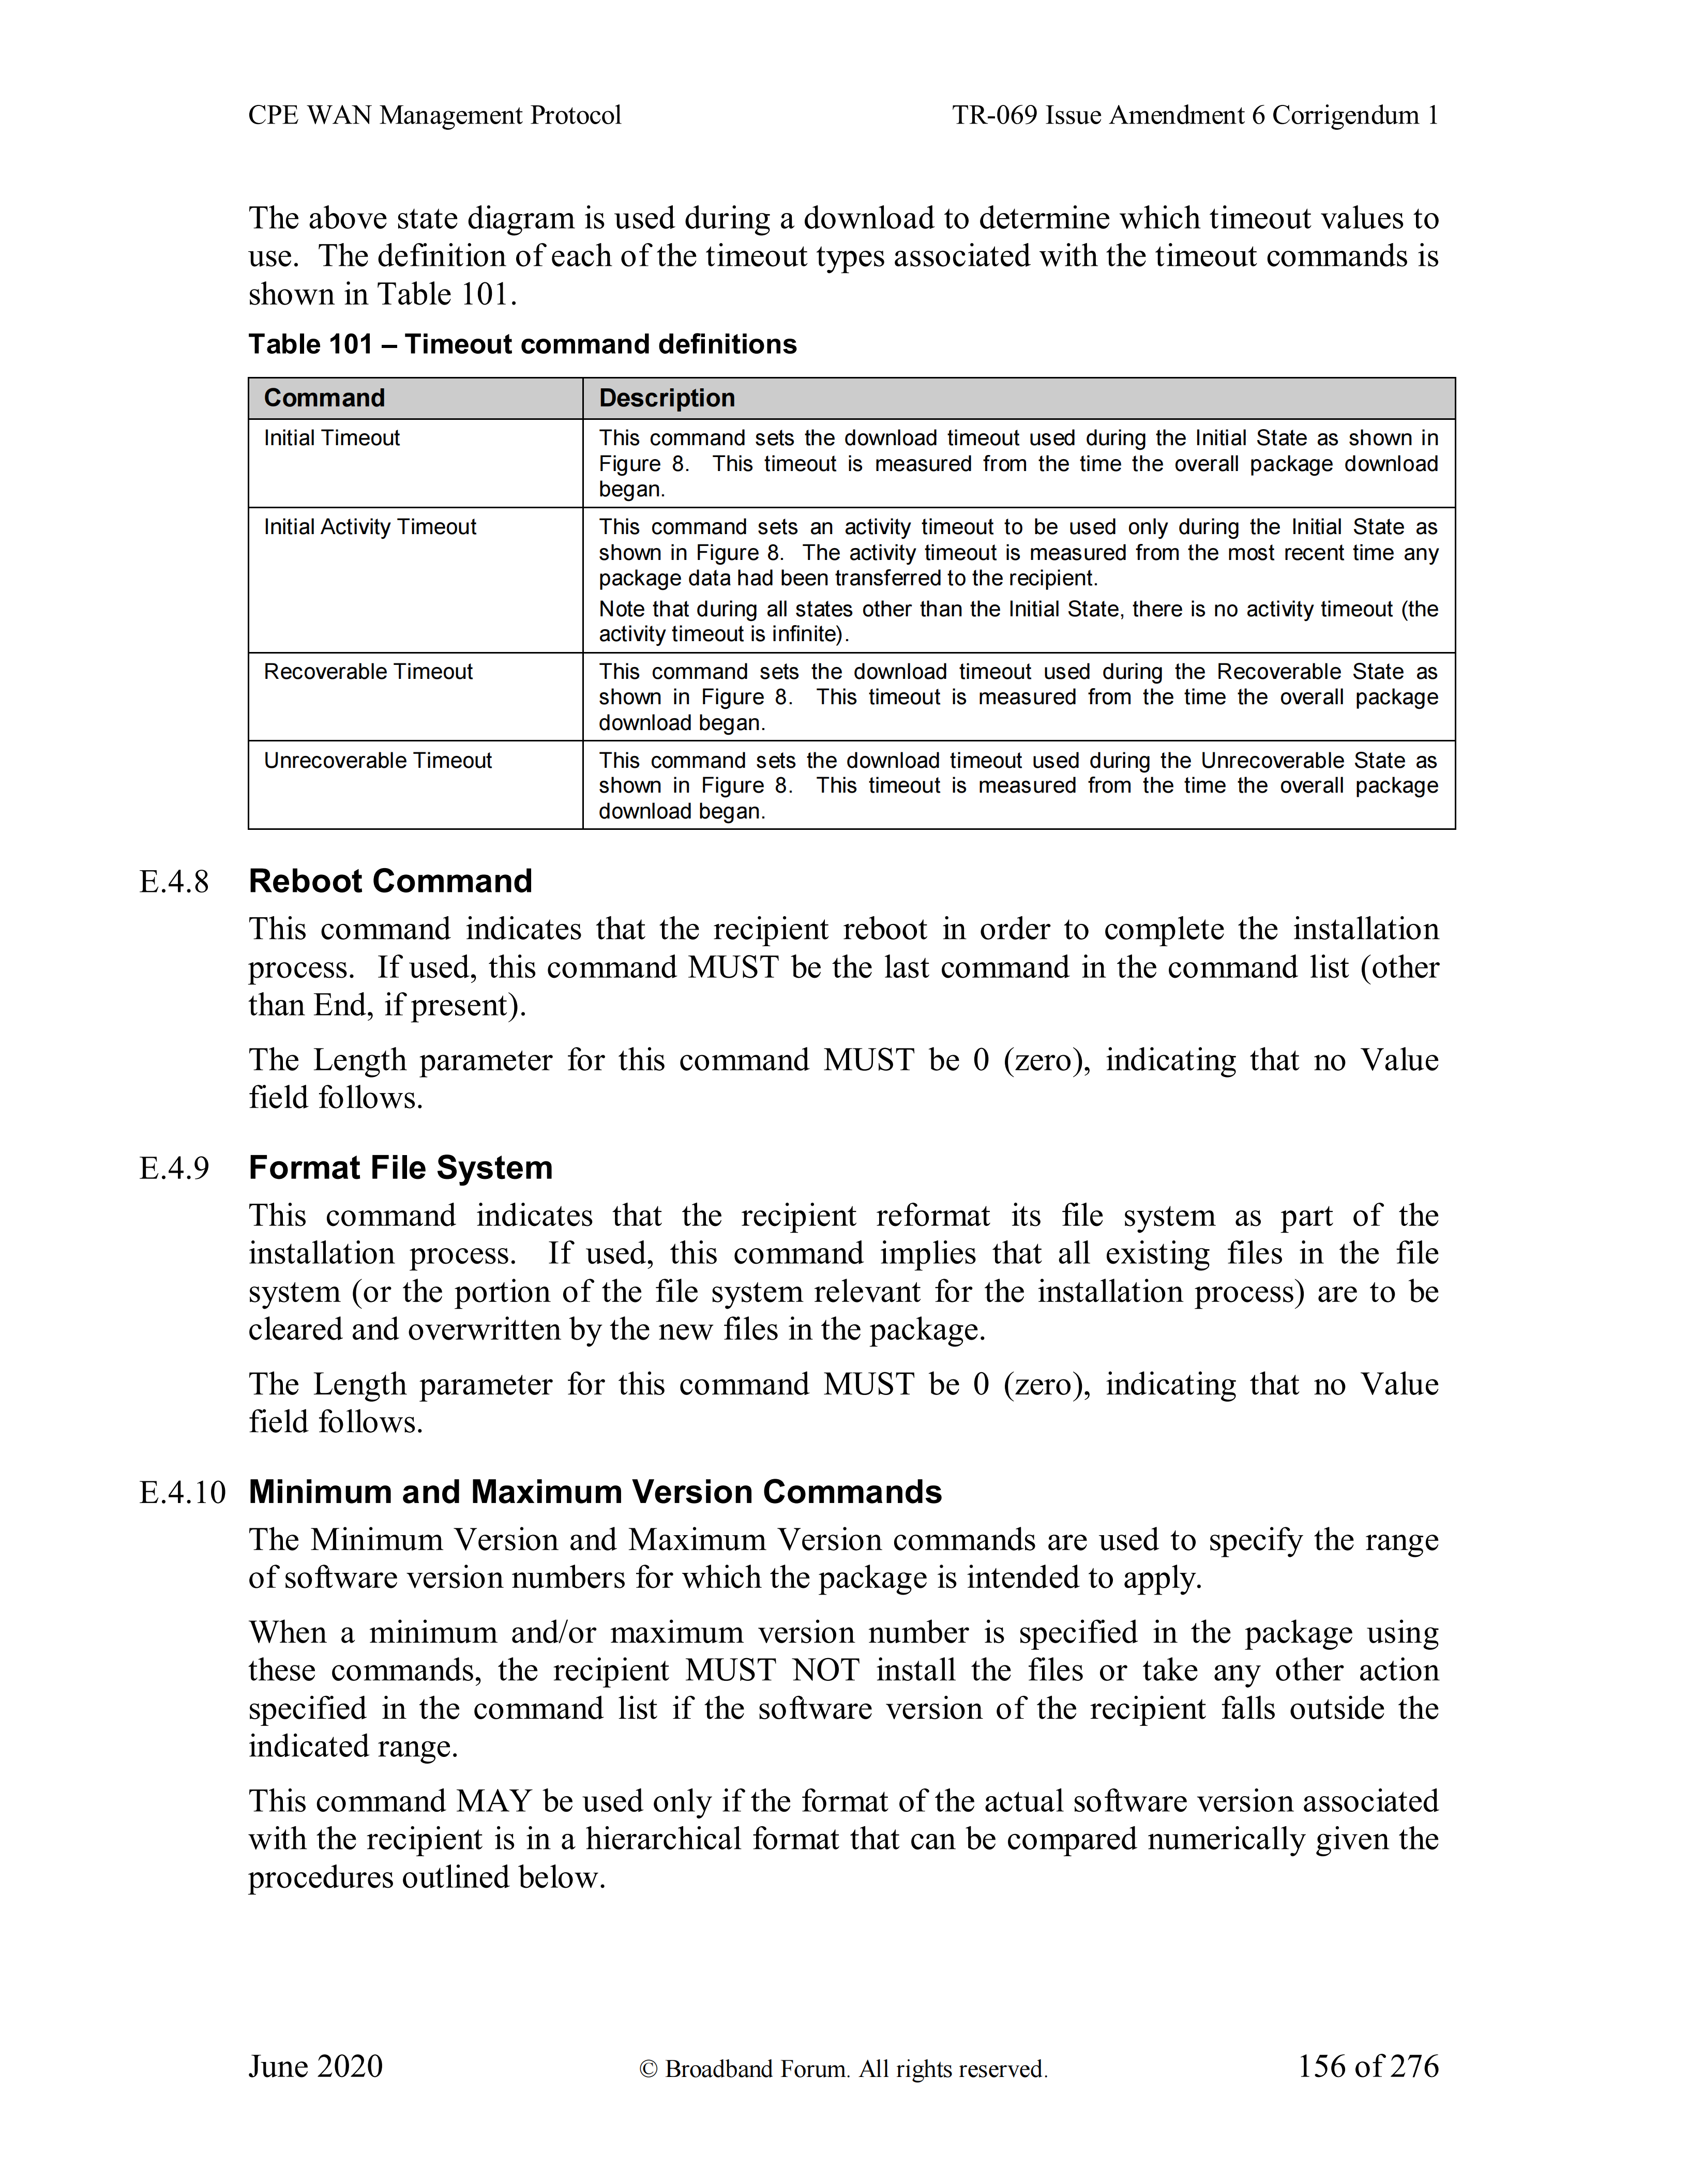 CPE WAN Management Protocol TR-069 Issue Amendment 6 Corrigendum 1
The above state diagram is used during a download to determine which timeout values to
use. The definition of each of the timeout types associated with the timeout commands is
shown in Table 101.
Table 101 – Timeout command definitions
Command Description
Initial Timeout This command sets the download timeout used during the Initial State as shown in
Figure 8. This timeout is measured from the time the overall package download
began.
Initial Activity Timeout This command sets an activity timeout to be used only during the Initial State as
shown in Figure 8. The activity timeout is measured from the most recent time any
package data had been transferred to the recipient.
Note that during all states other than the Initial State, there is no activity timeout (the
activity timeout is infinite).
Recoverable Timeout This command sets the download timeout used during the Recoverable State as
shown in Figure 8. This timeout is measured from the time the overall package
download began.
Unrecoverable Timeout This command sets the download timeout used during the Unrecoverable State as
shown in Figure 8. This timeout is measured from the time the overall package
download began.
E.4.8 Reboot Command
This command indicates that the recipient reboot in order to complete the installation
process. If used, this command MUST be the last command in the command list (other
than End, if present).
The Length parameter for this command MUST be 0 (zero), indicating that no Value
field follows.
E.4.9 Format File System
This command indicates that the recipient reformat its file system as part of the
installation process. If used, this command implies that all existing files in the file
system (or the portion of the file system relevant for the installation process) are to be
cleared and overwritten by the new files in the package.
The Length parameter for this command MUST be 0 (zero), indicating that no Value
field follows.
E.4.10 Minimum and Maximum Version Commands
The Minimum Version and Maximum Version commands are used to specify the range
of software version numbers for which the package is intended to apply.
When a minimum and/or maximum version number is specified in the package using
these commands, the recipient MUST NOT install the files or take any other action
specified in the command list if the software version of the recipient falls outside the
indicated range.
This command MAY be used only if the format of the actual software version associated
with the recipient is in a hierarchical format that can be compared numerically given the
procedures outlined below.
June 2020 © Broadband Forum. All rights reserved. 156 of 276